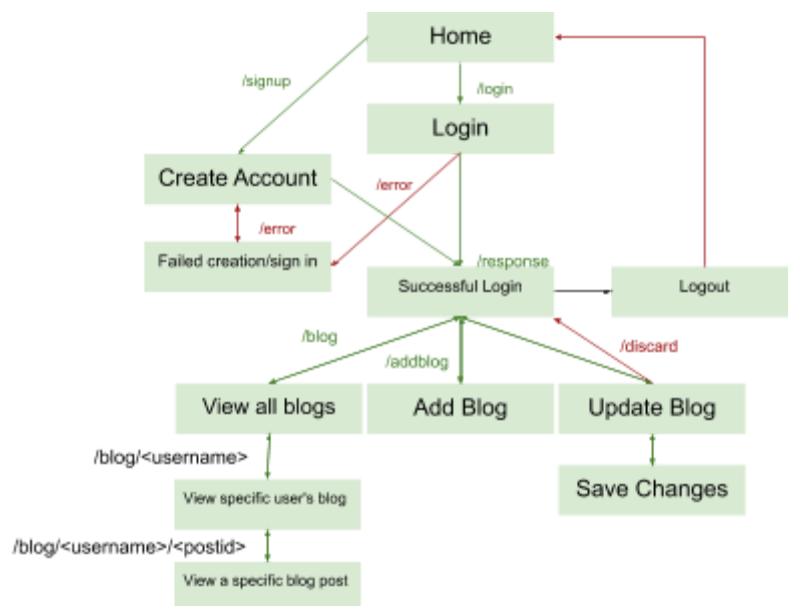 Home
/signup
/login
Login
Create Account
/error
/error
Failed creation/sign in
/response
Successful Login
Logout
/blog
/addblog
/discard
View all blogs
Add Blog
Update Blog
/blog/<username>
View specific user's blog
Save Changes
/blog/<username>/<postid>
View a specific blog post